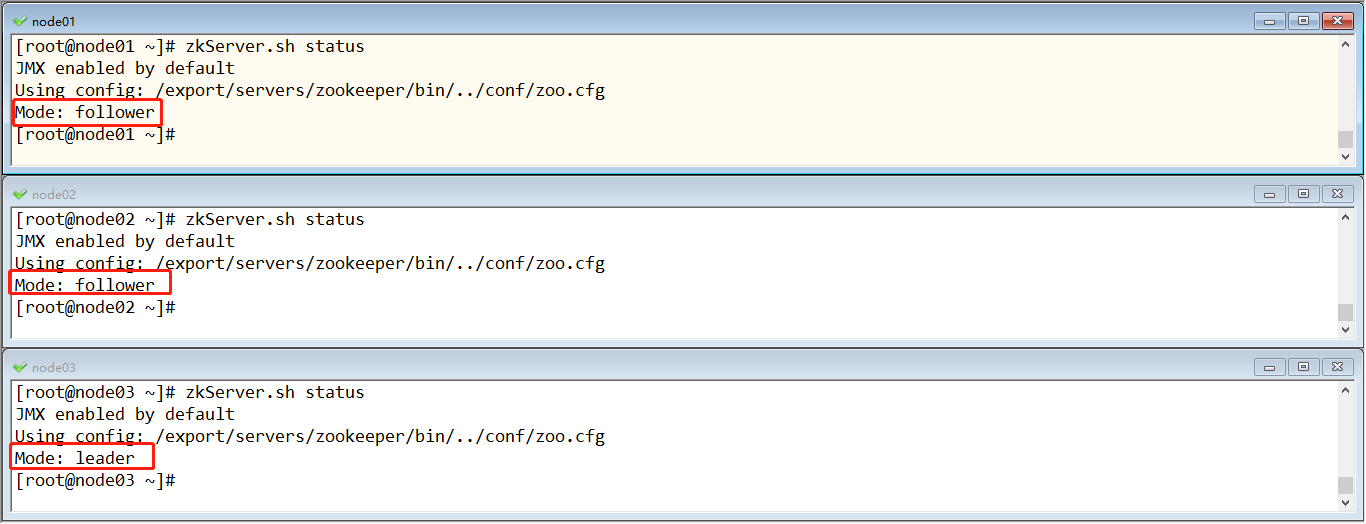 node01
[root@node01 ~]# zkServer.sh status
JMX enabled by default
Using config: /export/servers/zookeeper/bin/../conf/zoo.cfg
Mode: follower
[root@node01 ~]#
node02
[root@node02 ~]# zkServer.sh status
JMX enabled by default
Using config: /export/servers/zookeeper/bin/../conf/zoo.cfg
Mode: follower
[root@node02 ~]#
node03
[root@node03 ~]# zkServer.sh status
JMX enabled by default
Using config: /export/servers/zookeeper/bin/../conf/zoo.cfg
Mode: leader
[root@node03 ~]#